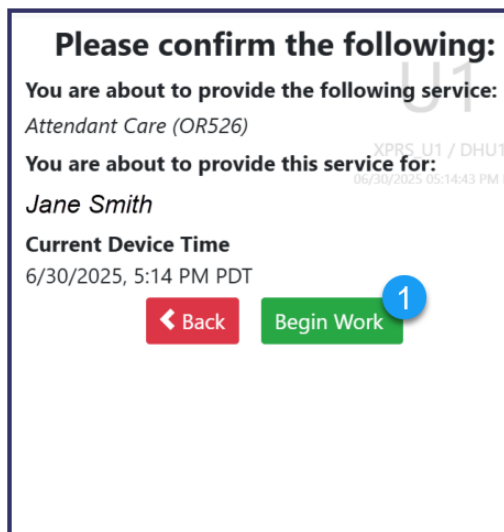 Please confirm the following:
U1
You are about to provide the following service:
Attendant Care (OR526)
XPRS_U1 / DHU1
You are about to provide this service for:
06/30/2025 05:14:43 PM
Jane Smith
Current Device Time
6/30/2025, 5:14 PM PDT
Back
Begin Work
1